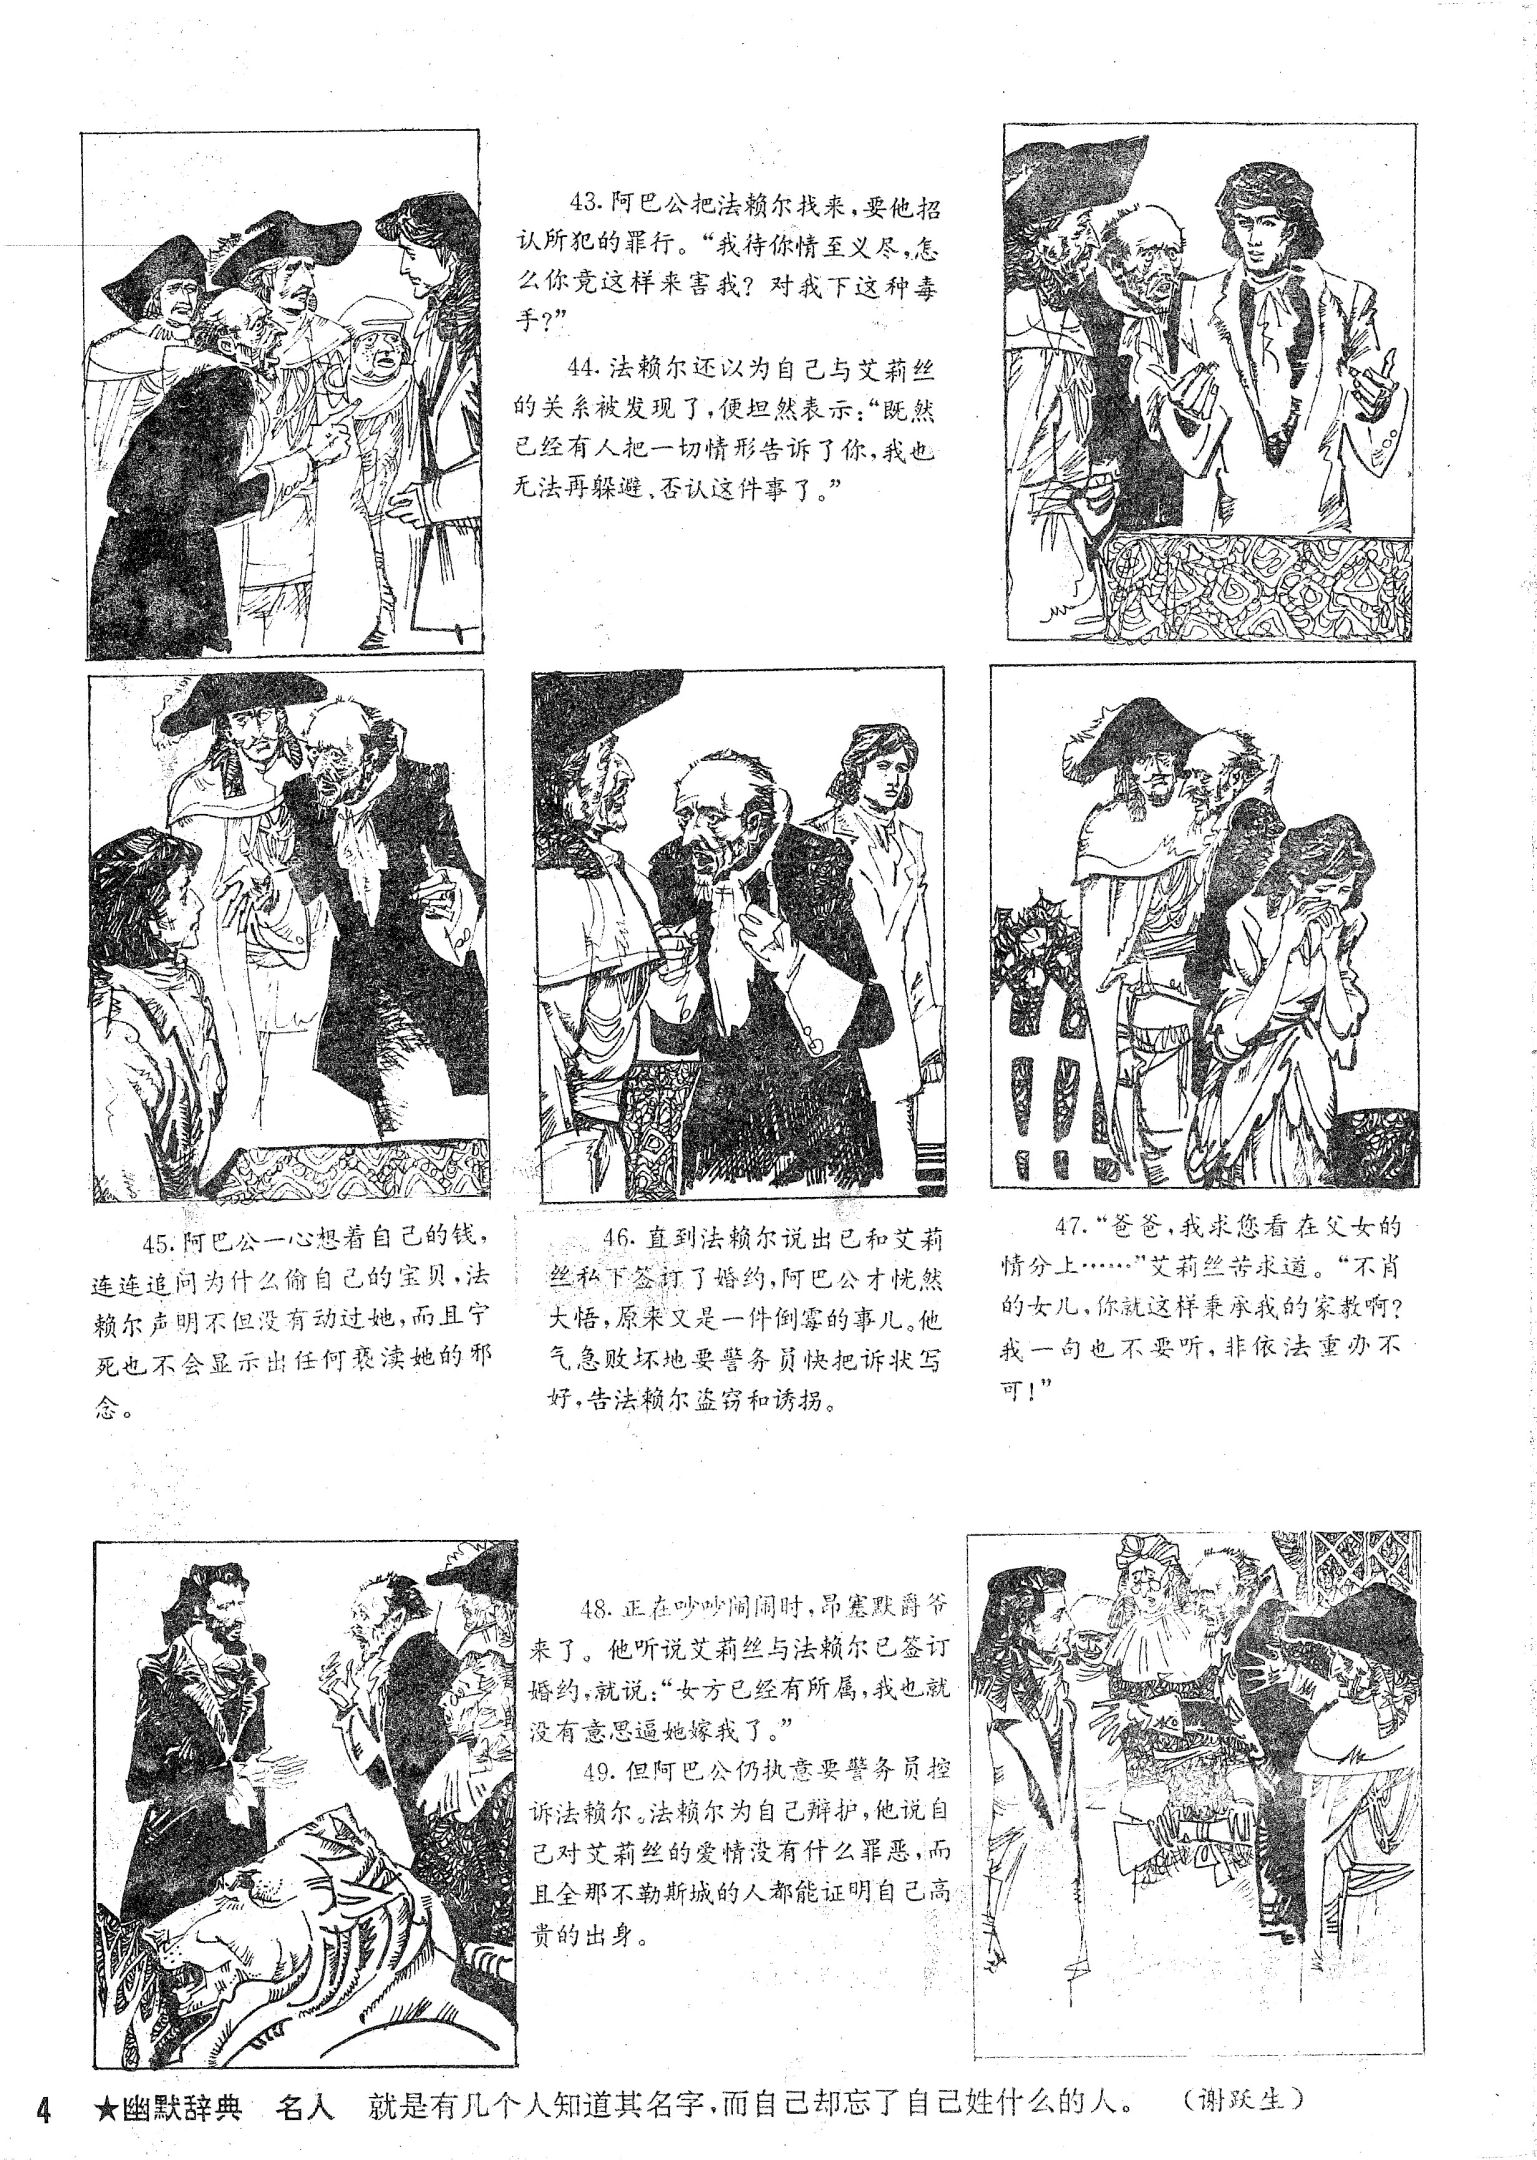 43.阿巴公把法赖尔找来,要他招
认所犯的罪行。“我待你情至义尽,怎
么你竟这样来害我?对我下这种毒
手?”
44.法赖尔还以为自己与艾莉丝
的关系被发现了,便坦然表示:“既然
已经有人把一切情形告诉了你,我也
无法再躲避、否认这件事了。”
45.阿巴公一心想着自己的钱,
连连追问为什么偷自己的宝贝,法
赖尔声明不但没有动过她,而且宁
死也不会显示出任何亵渎她的邪
念。
46.直到法赖尔说出已和艾莉
丝私下签订了婚约,阿巴公才恍然
大悟,原来又是一件倒霉的事儿。他
气急败坏地要警务员快把诉状写
好,告法赖尔盗窃和诱拐。
47.“爸爸,我求您看在父女的
情分上……”艾莉丝苦求道。“不肖
的女儿,你就这样秉承我的家教啊?
我一句也不要听,非依法重办不
可!”
48.正在吵吵闹闹时,昂塞默爵爷
来了。他听说艾莉丝与法赖尔已签订
婚约,就说:“女方已经有所属,我也就
没有意思逼她嫁我了。”
49.但阿巴公仍执意要警务员控
诉法赖尔。法赖尔为自己辩护,他说自
己对艾莉丝的爱情没有什么罪恶,而
且全那不勒斯城的人都能证明自己高
贵的出身。
4 ★幽默辞典 名人 就是有几个人知道其名字,而自己却忘了自己姓什么的人。 (谢跃生)